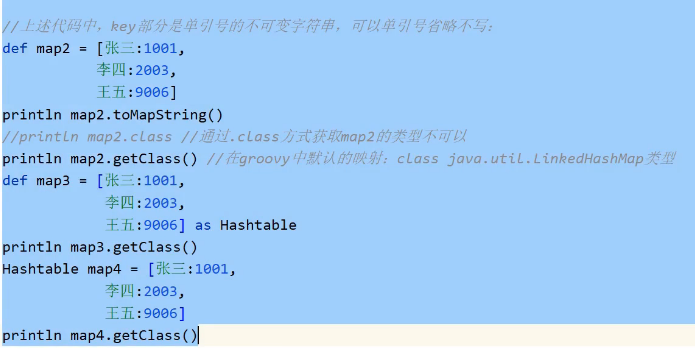 //上述代码中，key部分是单引号的不可变字符串，可以单引号省略不写：
def map2 = [张三:1001,
李四:2003,
王五:9006]
println map2.toMapString()
//println map2.class //通过.class方式获取map2的类型不可以
println map2.getClass() //在groovy中默认的映射：class java.util.LinkedHashMap类型
def map3 = [张三:1001,
李四:2003,
王五:9006] as Hashtable
println map3.getClass()
Hashtable map4 = [张三:1001,
李四:2003,
王五:9006]
println map4.getClass()